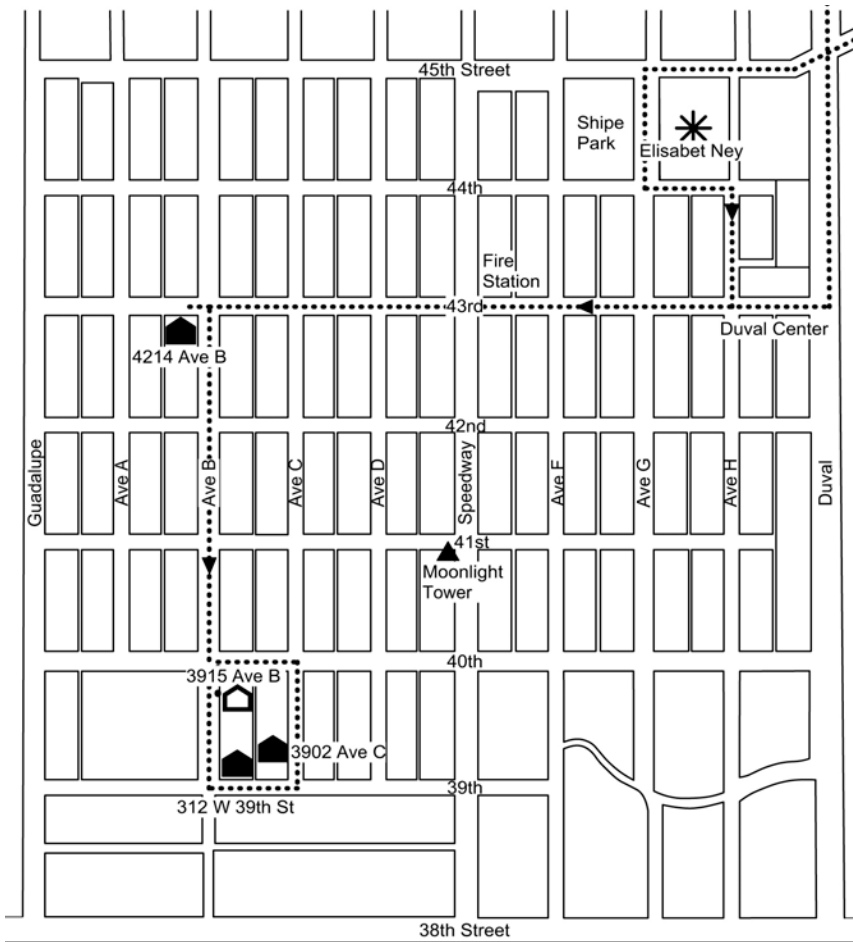 45th Street
Shipe
Park
Elisabet Ney
44th
Fire
Station
43rd
Duval Center
4214 Ave B
42nd
Guadalupe
Ave A
Ave B
Ave C
Ave D
Speedway
Ave F
Ave G
Ave H
Duval
41st
Moonlight
Tower
40th
3915 Ave B
3902 Ave C
39th
312 W 39th St
38th Street